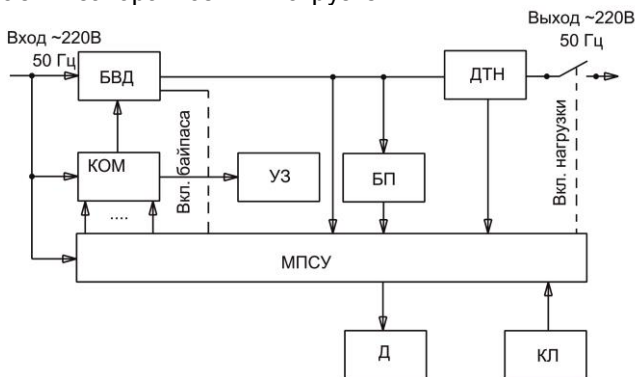 Выход ~220В
50 Гц
Вход ~220В
50 Гц
БВД
ДТН
КОМ
УЗ
БП
Вкл. байпаса
Вкл. нагрузки
....
МПСУ
Д
КЛ